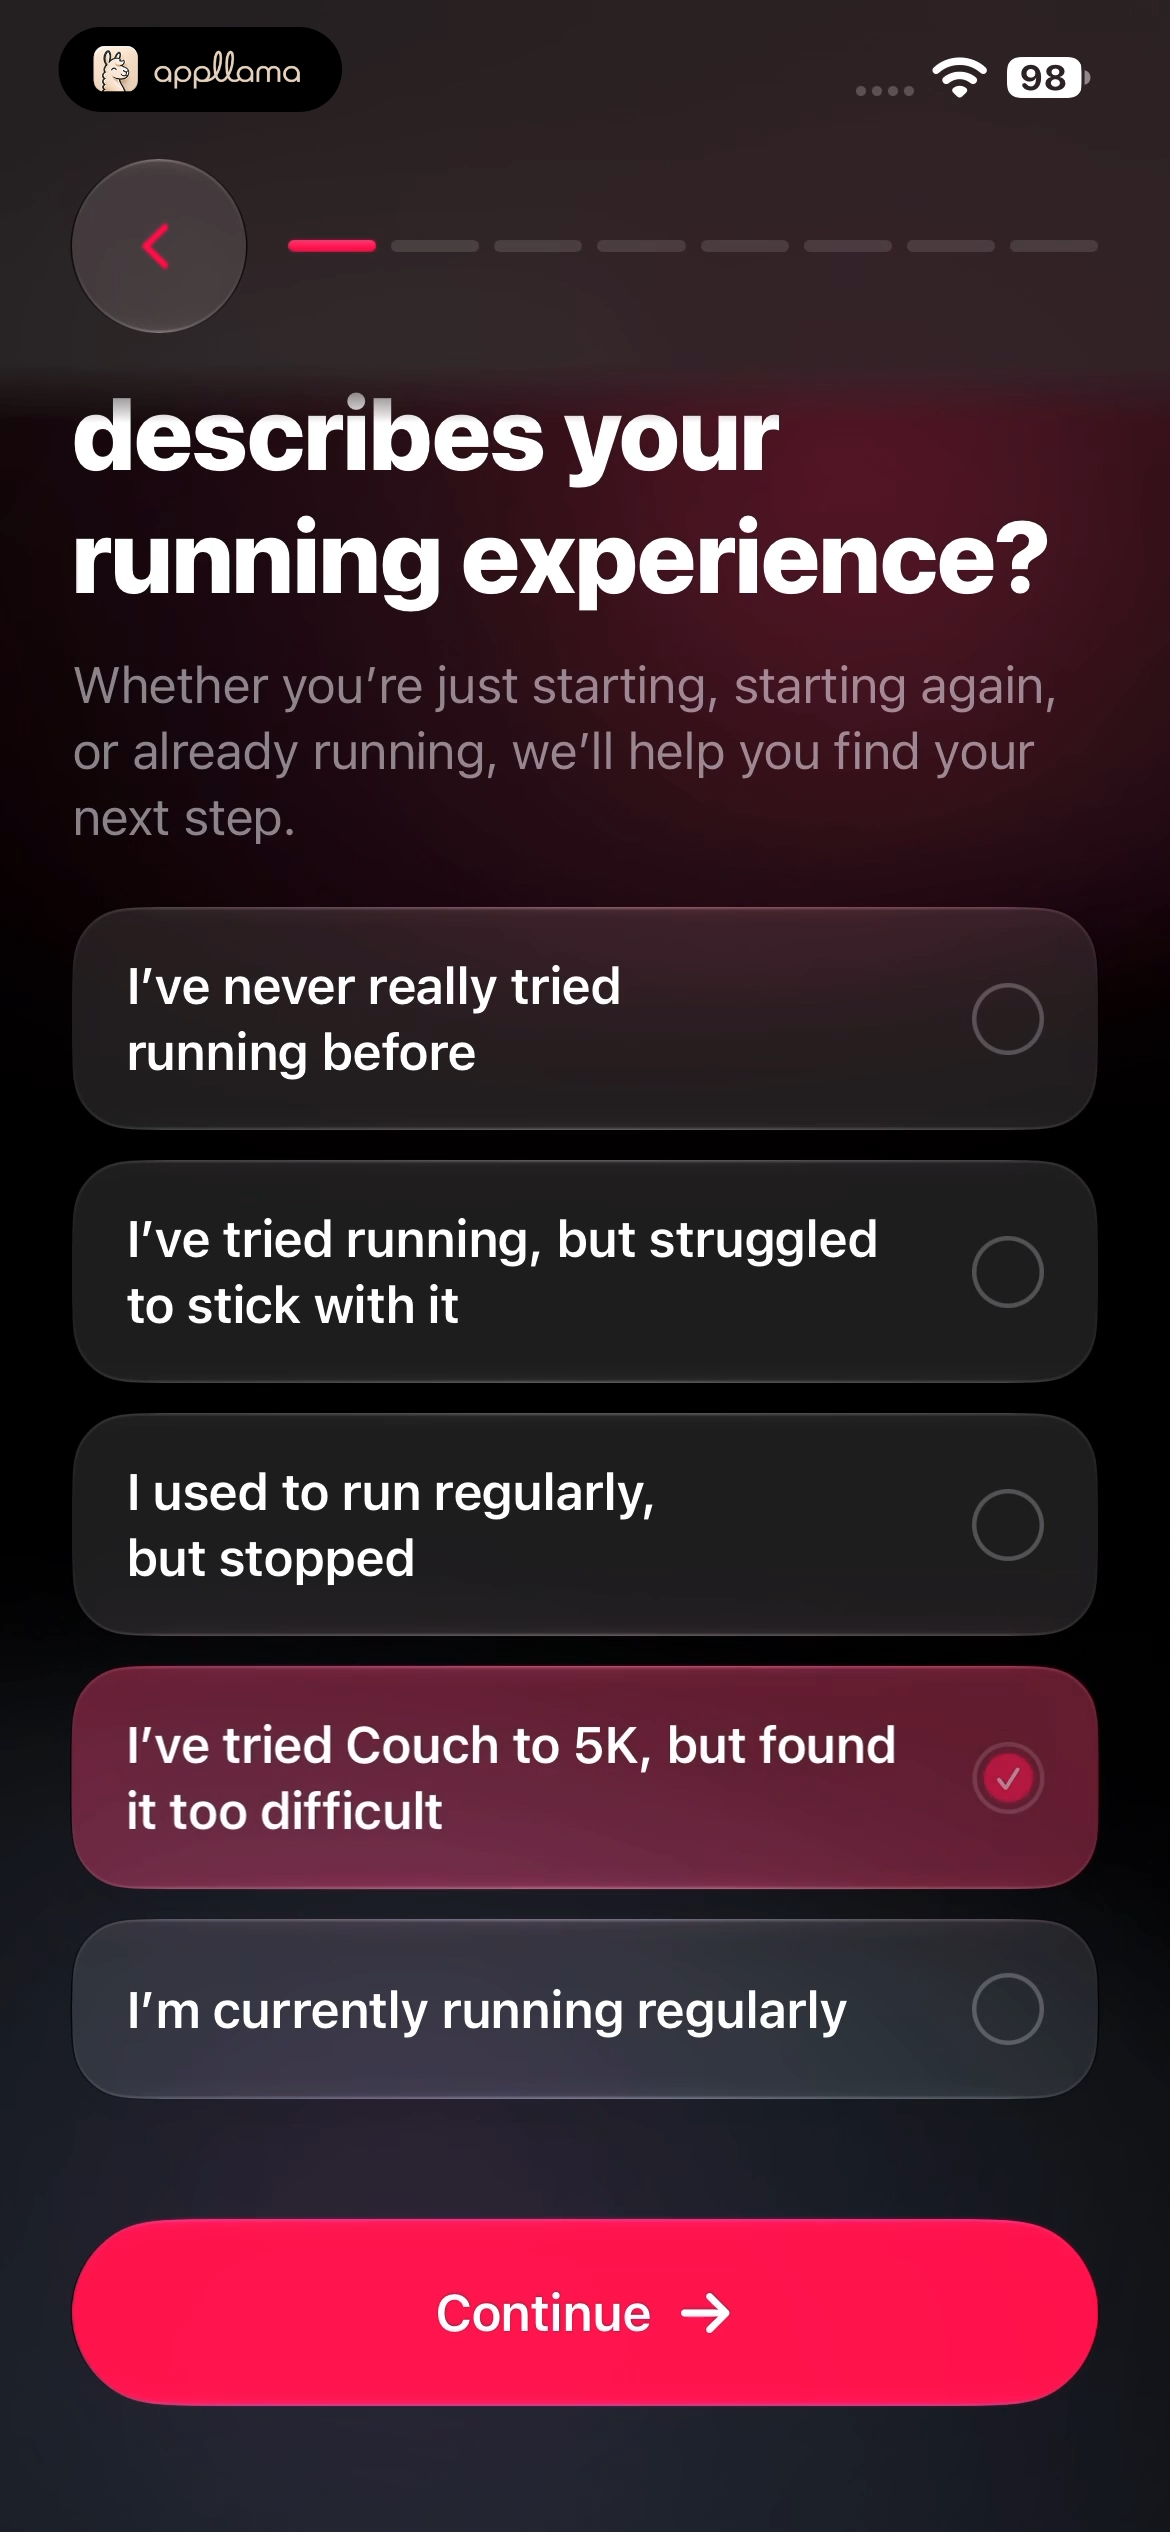 appllama
98
describes your
running experience?
Whether you’re just starting, starting again,
or already running, we’ll help you find your
next step.
I’ve never really tried
running before
I’ve tried running, but struggled
to stick with it
I used to run regularly,
but stopped
I’ve tried Couch to 5K, but found
it too difficult
I’m currently running regularly
Continue →